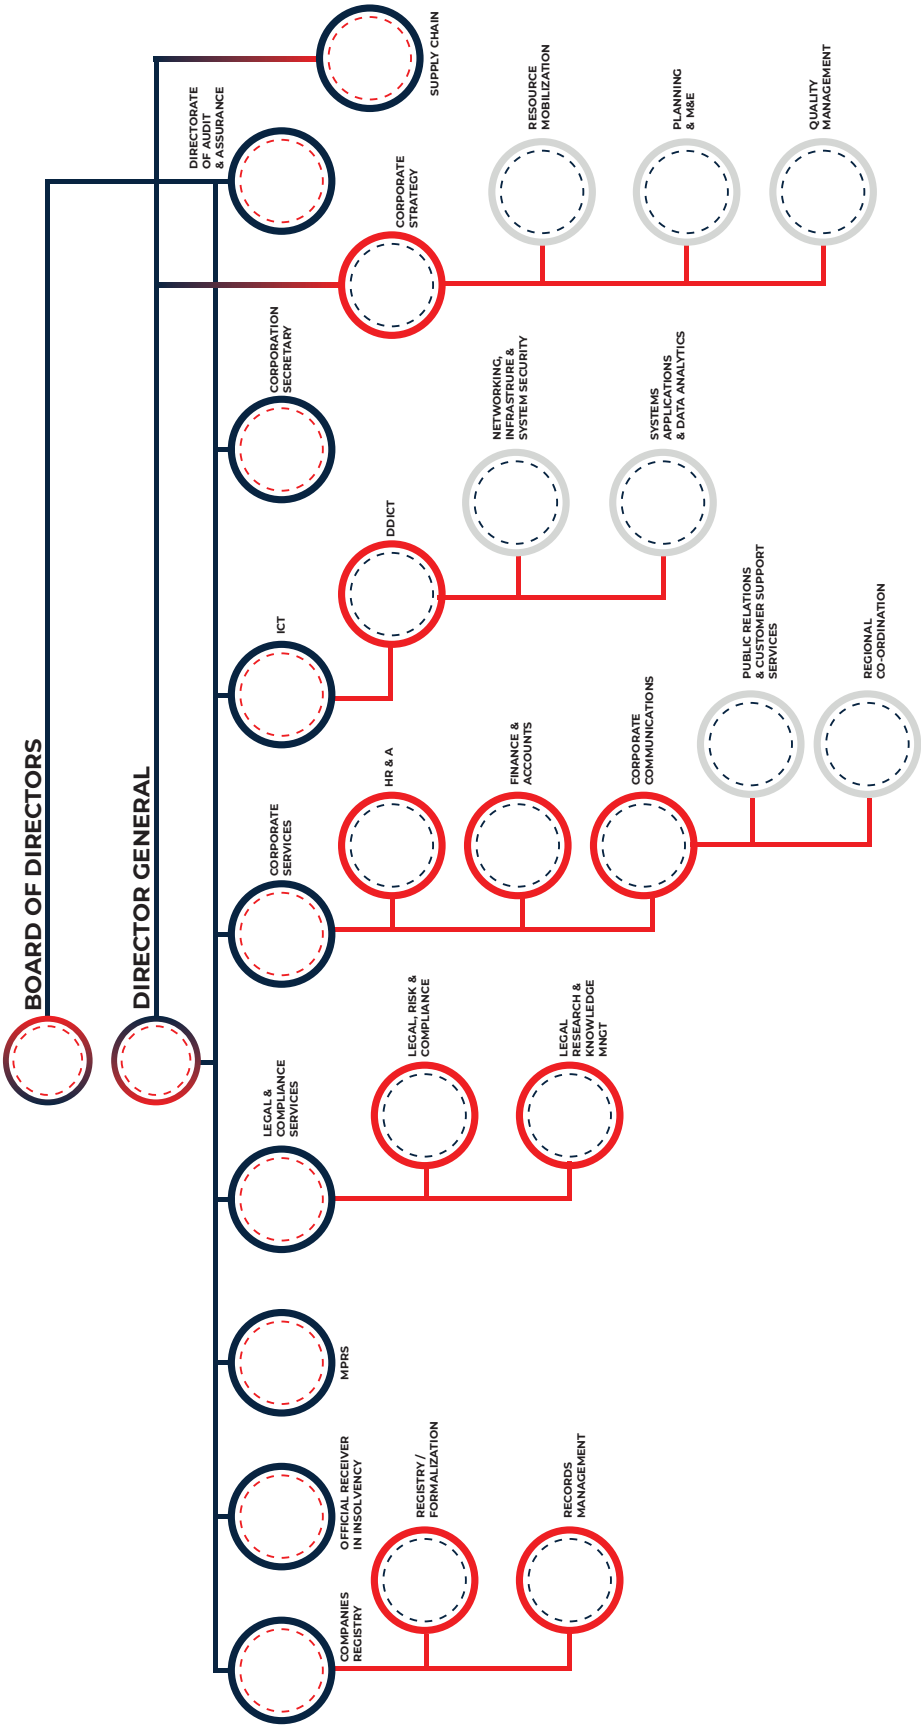 BOARD OF DIRECTORS
DIRECTOR GENERAL
COMPANIES
REGISTRY
OFFICIAL RECEIVER
IN INSOLVENCY
MPRS
LEGAL &
COMPLIANCE
SERVICES
CORPORATE
SERVICES
ICT
CORPORATION
SECRETARY
DIRECTORATE
OF AUDIT
& ASSURANCE
SUPPLY CHAIN
REGISTRY /
FORMALIZATION
RECORDS
MANAGEMENT
LEGAL, RISK &
COMPLIANCE
LEGAL
RESEARCH &
KNOWLEDGE
MNGT
HR & A
FINANCE &
ACCOUNTS
CORPORATE
COMMUNICATIONS
PUBLIC RELATIONS
& CUSTOMER SUPPORT
SERVICES
REGIONAL
CO-ORDINATION
DDICT
NETWORKING,
INFRASTRURE &
SYSTEM SECURITY
SYSTEMS
APPLICATIONS
& DATA ANALYTICS
CORPORATE
STRATEGY
RESOURCE
MOBILIZATION
PLANNING
& M&E
QUALITY
MANAGEMENT